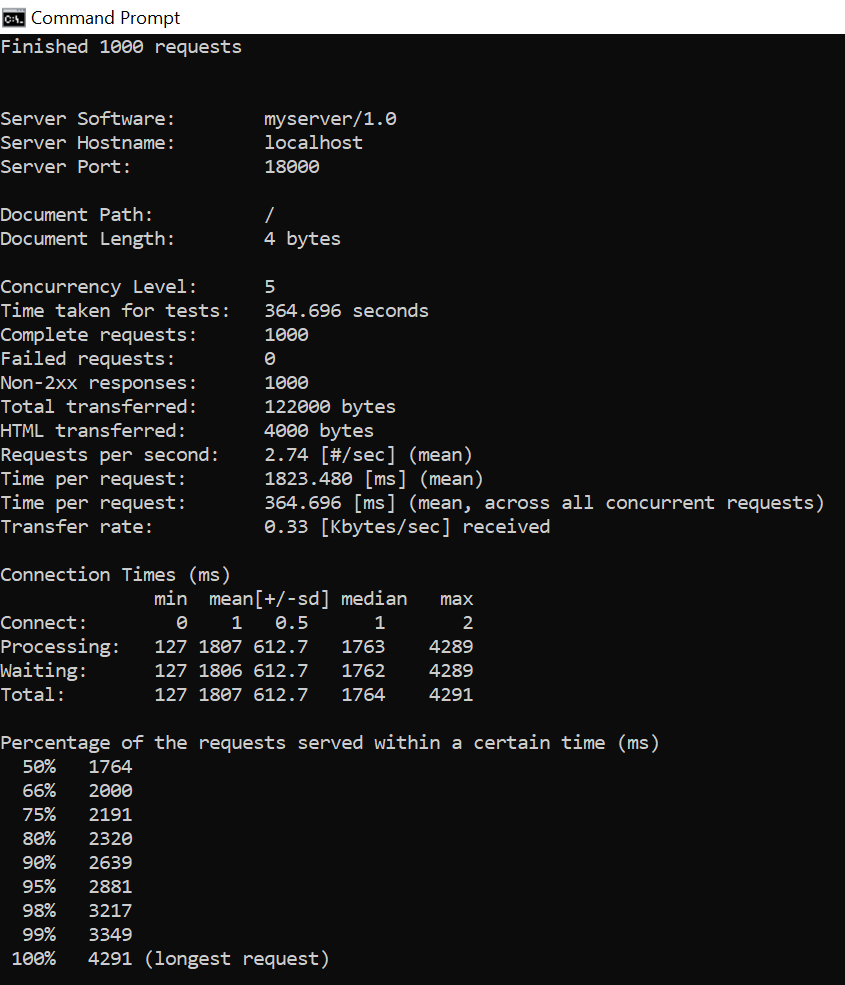 Command Prompt
Finished 1000 requests
Server Software: myserver/1.0
Server Hostname: localhost
Server Port: 18000
Document Path: /
Document Length: 4 bytes
Concurrency Level: 5
Time taken for tests: 364.696 seconds
Complete requests: 1000
Failed requests: 0
Non-2xx responses: 1000
Total transferred: 122000 bytes
HTML transferred: 4000 bytes
Requests per second: 2.74 [#/sec] (mean)
Time per request: 1823.480 [ms] (mean)
Time per request: 364.696 [ms] (mean, across all concurrent requests)
Transfer rate: 0.33 [Kbytes/sec] received
Connection Times (ms)
min mean[+/-sd] median max
Connect: 0 1 0.5 1 2
Processing: 127 1807 612.7 1763 4289
Waiting: 127 1806 612.7 1762 4289
Total: 127 1807 612.7 1764 4291
Percentage of the requests served within a certain time (ms)
50% 1764
66% 2000
75% 2191
80% 2320
90% 2639
95% 2881
98% 3217
99% 3349
100% 4291 (longest request)